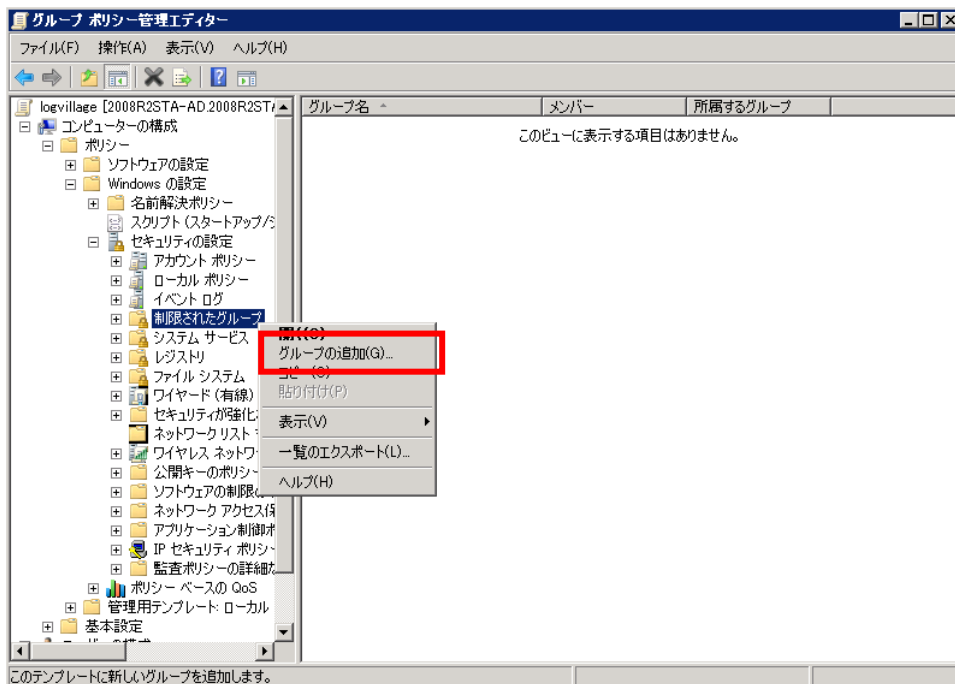 グループ ポリシー管理エディター
ファイル(F) 操作(A) 表示(V) ヘルプ(H)
logvillage [2008R2STA-AD.2008R2ST
コンピューターの構成
ポリシー
ソフトウェアの設定
Windows の設定
名前解決ポリシー
スクリプト (スタートアップ/シ
セキュリティの設定
アカウント ポリシー
ローカル ポリシー
イベント ログ
制限されたグループ
システム サービス
レジストリ
ファイル システム
ワイヤード (有線)
セキュリティが強化
ネットワーク リスト
ワイヤレス ネットワ
公開キーのポリシー
ソフトウェアの制限
ネットワーク アクセス保
アプリケーション制御ポ
IP セキュリティ ポリシー
監査ポリシーの詳細な
ポリシー ベースの QoS
管理用テンプレート: ローカル
基本設定
グループ名 メンバー 所属するグループ
このビューに表示する項目はありません。
開く(O)
グループの追加(G)...
コピー(C)
貼り付け(P)
表示(V)
一覧のエクスポート(L)...
ヘルプ(H)
このテンプレートに新しいグループを追加します。